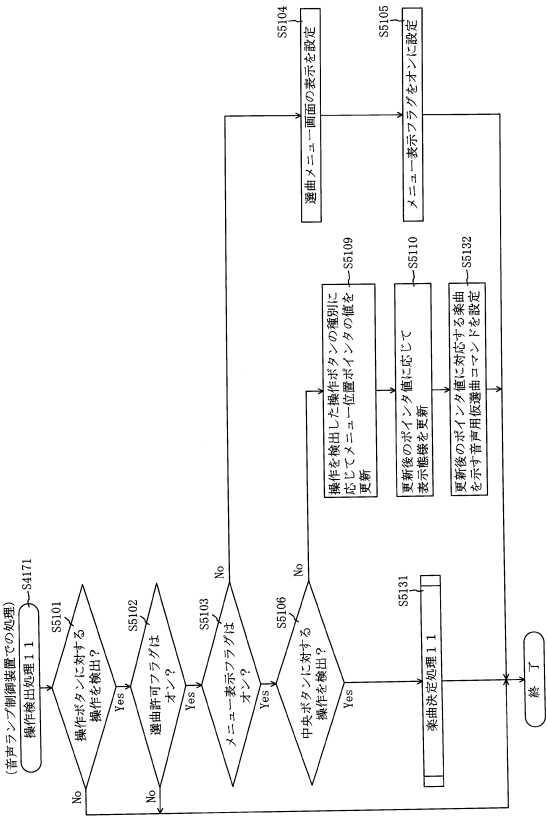 (音声ランプ制御装置での処理)
S4171
操作検出処理11
S5101
操作ボタンに対する
操作を検出?
No
Yes
S5102
選曲許可フラグは
オン?
No
Yes
S5103
メニュー表示フラグは
オン?
No
Yes
S5104
選曲メニュー画面の表示を設定
S5105
メニュー表示フラグをオンに設定
S5106
中央ボタンに対する
操作を検出?
No
Yes
S5109
操作を検出した操作ボタンの種別に
応じてメニュー位置ポインタの値を
更新
S5110
更新後のポインタ値に応じて
表示態様を更新
S5132
更新後のポインタ値に対応する楽曲
を示す音声用仮選曲コマンドを設定
S5131
楽曲決定処理11
終了